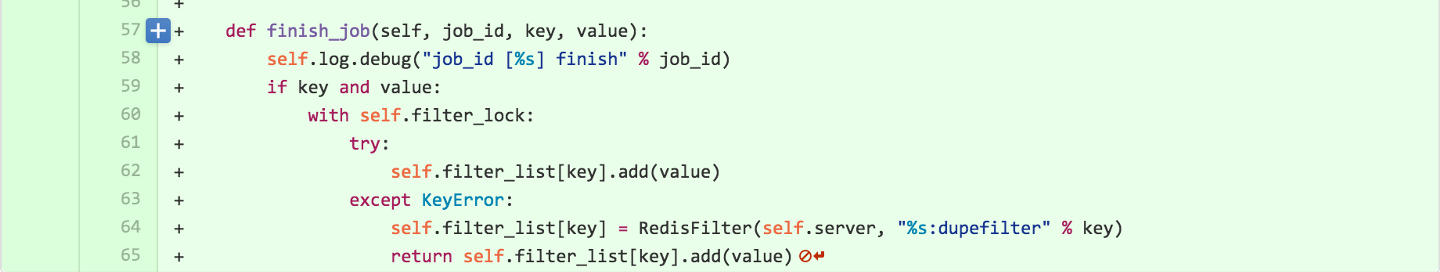 56 +
57 + + def finish_job(self, job_id, key, value):
58 + self.log.debug("job_id [%s] finish" % job_id)
59 + if key and value:
60 + with self.filter_lock:
61 + try:
62 + self.filter_list[key].add(value)
63 + except KeyError:
64 + self.filter_list[key] = RedisFilter(self.server, "%s:dupefilter" % key)
65 + return self.filter_list[key].add(value)